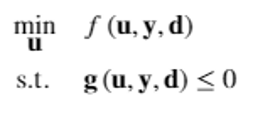 min f (u, y, d)
u
s.t. g (u, y, d) ≤ 0